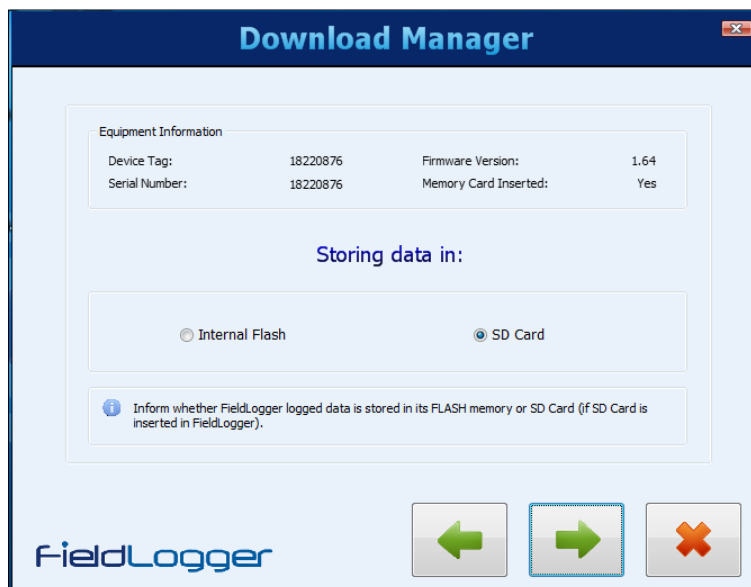 Download Manager
Equipment Information
Device Tag: 18220876 Firmware Version: 1.64
Serial Number: 18220876 Memory Card Inserted: Yes
Storing data in:
Internal Flash SD Card
Inform whether FieldLogger logged data is stored in its FLASH memory or SD Card (if SD Card is
inserted in FieldLogger).
FieldLogger